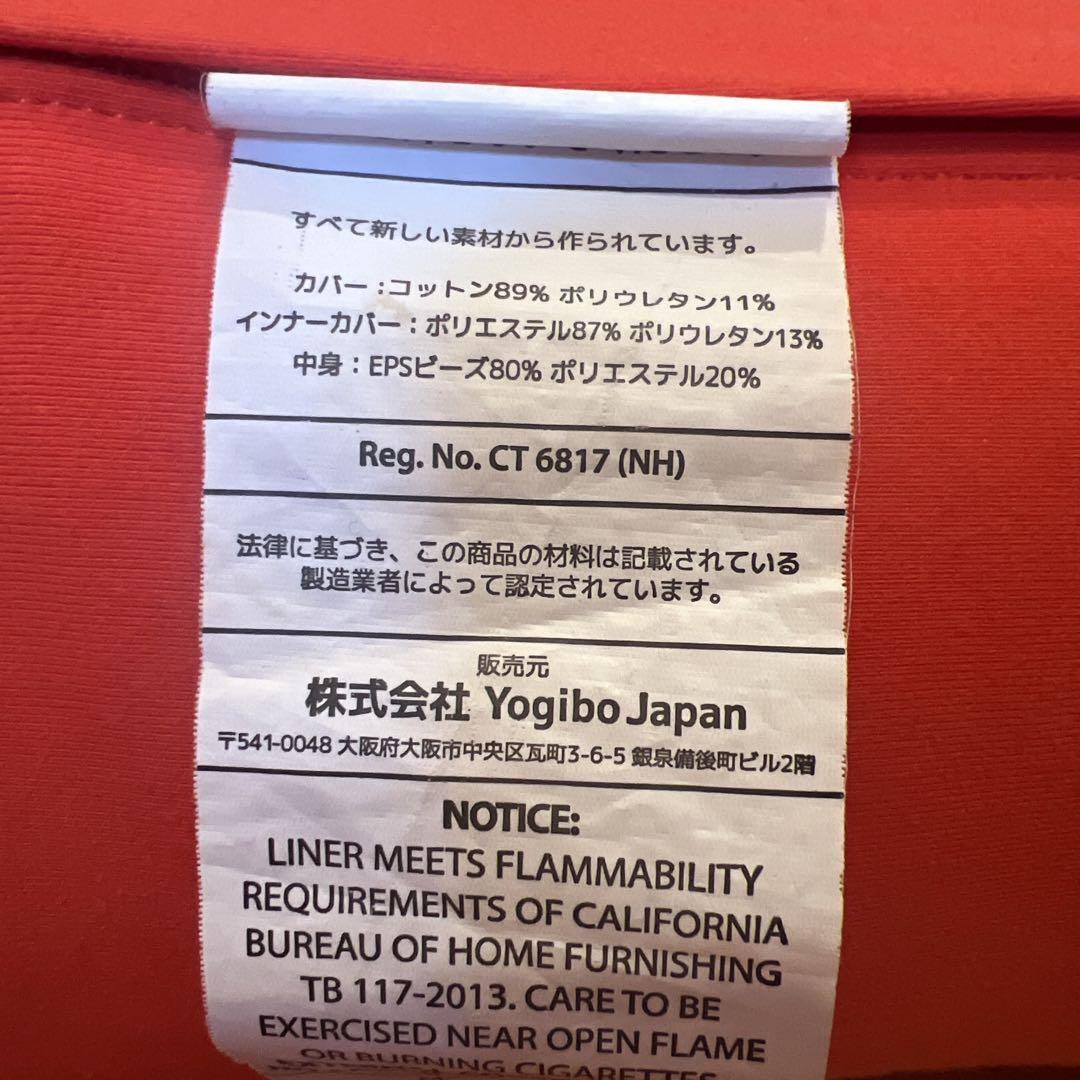 すべて新しい素材から作られています。
カバー:コットン89% ポリウレタン11%
インナーカバー:ポリエステル87% ポリウレタン13%
中身:EPSビーズ80% ポリエステル20%
Reg. No. CT 6817 (NH)
法律に基づき、この商品の材料は記載されている
製造業者によって認定されています。
販売元
株式会社 Yogibo Japan
〒541-0048 大阪府大阪市中央区瓦町3-6-5 銀泉備後町ビル2階
NOTICE:
LINER MEETS FLAMMABILITY
REQUIREMENTS OF CALIFORNIA
BUREAU OF HOME FURNISHING
TB 117-2013. CARE TO BE
EXERCISED NEAR OPEN FLAME
OR BURNING CIGARETTES